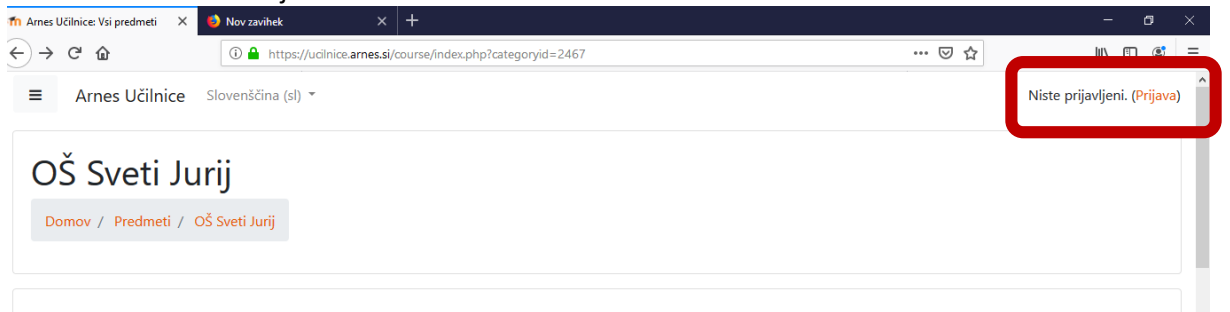 Arnes Učilnice: Vsi predmeti
Nov zavihek
https://ucilnice.arnes.si/course/index.php?categoryid=2467
Arnes Učilnice Slovenščina (sl)
Niste prijavljeni. (Prijava)
OŠ Sveti Jurij
Domov / Predmeti / OŠ Sveti Jurij